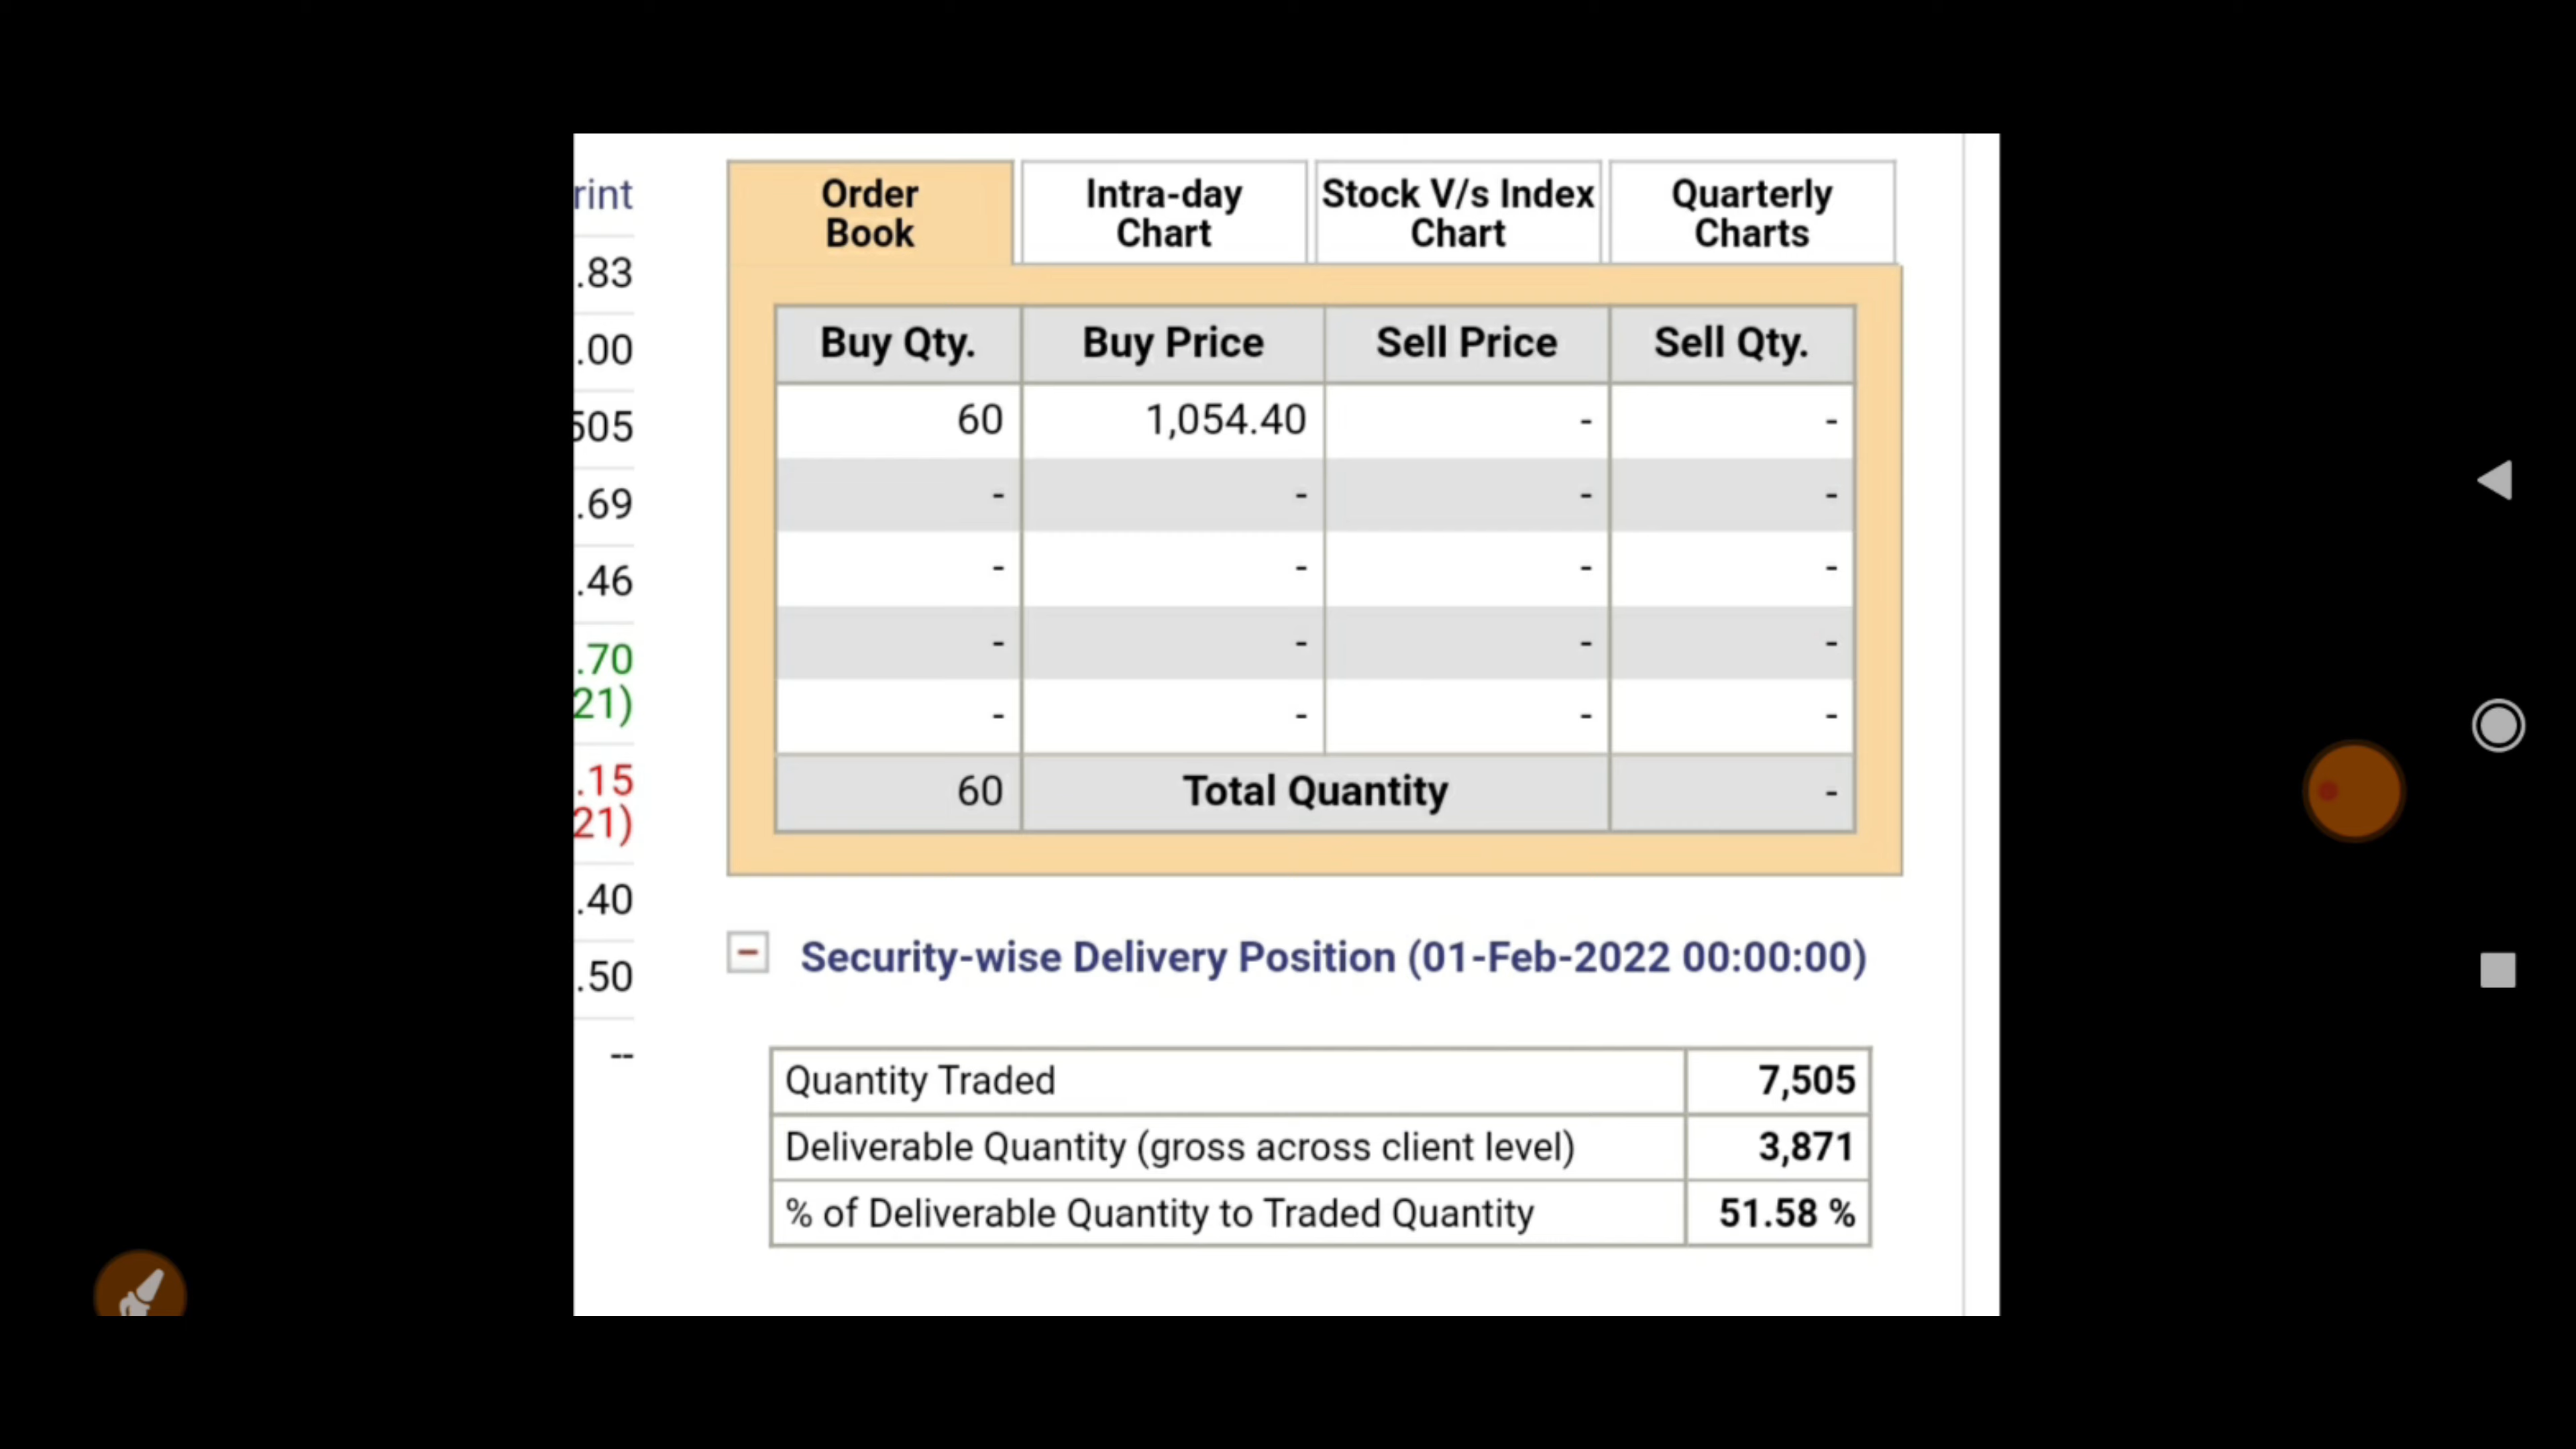 rint
.83
.00
505
.69
.46
.70
21)
.15
21)
.40
.50
--
Order Book
Intra-day Chart
Stock V/s Index Chart
Quarterly Charts
Buy Qty. Buy Price Sell Price Sell Qty.
60 1,054.40 - -
- - - -
- - - -
- - - -
- - - -
60 Total Quantity -
Security-wise Delivery Position (01-Feb-2022 00:00:00)
Quantity Traded 7,505
Deliverable Quantity (gross across client level) 3,871
% of Deliverable Quantity to Traded Quantity 51.58 %